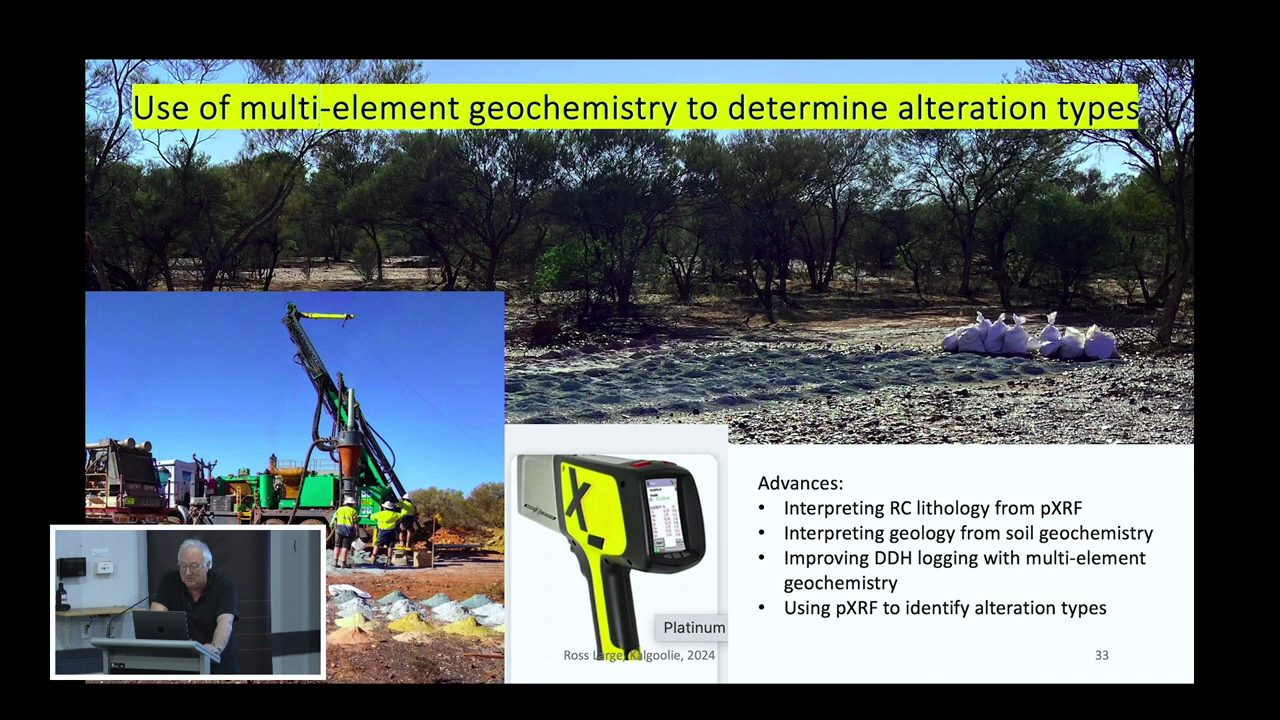 Use of multi-element geochemistry to determine alteration types
Advances:
• Interpreting RC lithology from pXRF
• Interpreting geology from soil geochemistry
• Improving DDH logging with multi-element
geochemistry
• Using pXRF to identify alteration types
X
Platinum
Ross Large, Kalgoolie, 2024
33